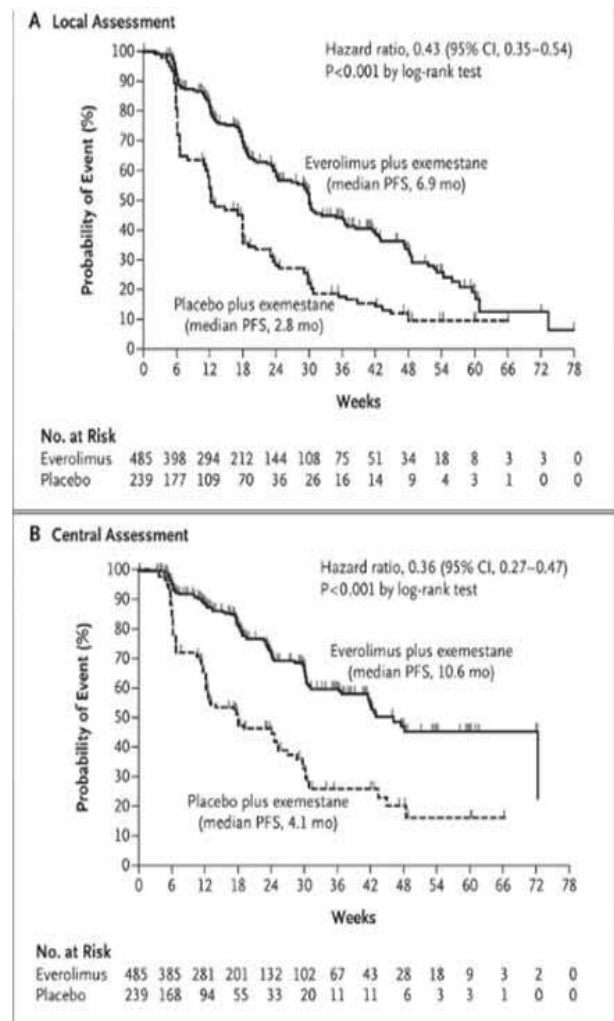 A Local Assessment
Hazard ratio, 0.43 (95% CI, 0.35–0.54)
P<0.001 by log-rank test
100
90
80
70
60
50
40
30
20
10
0
Probability of Event (%)
Everolimus plus exemestane
(median PFS, 6.9 mo)
Placebo plus exemestane
(median PFS, 2.8 mo)
0 6 12 18 24 30 36 42 48 54 60 66 72 78
Weeks
No. at Risk
Everolimus 485 398 294 212 144 108 75 51 34 18 8 3 3 0
Placebo 239 177 109 70 36 26 16 14 9 4 3 1 0 0
B Central Assessment
Hazard ratio, 0.36 (95% CI, 0.27–0.47)
P<0.001 by log-rank test
100
90
80
70
60
50
40
30
20
10
0
Probability of Event (%)
Everolimus plus exemestane
(median PFS, 10.6 mo)
Placebo plus exemestane
(median PFS, 4.1 mo)
0 6 12 18 24 30 36 42 48 54 60 66 72 78
Weeks
No. at Risk
Everolimus 485 385 281 201 132 102 67 43 28 18 9 3 2 0
Placebo 239 168 94 55 33 20 11 11 6 3 3 1 0 0